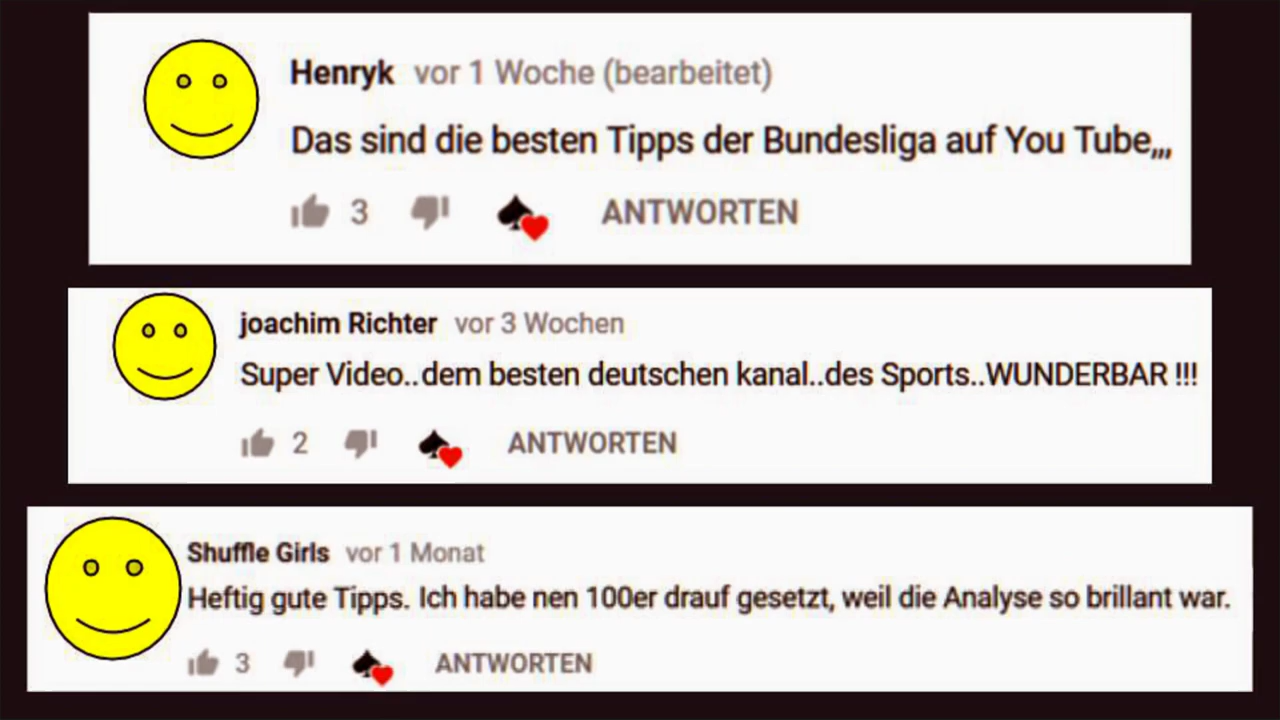 Henryk vor 1 Woche (bearbeitet)
Das sind die besten Tipps der Bundesliga auf You Tube,,,
3 ANTWORTEN
joachim Richter vor 3 Wochen
Super Video..dem besten deutschen kanal..des Sports..WUNDERBAR !!!
2 ANTWORTEN
Shuffle Girls vor 1 Monat
Heftig gute Tipps. Ich habe nen 100er drauf gesetzt, weil die Analyse so brillant war.
3 ANTWORTEN